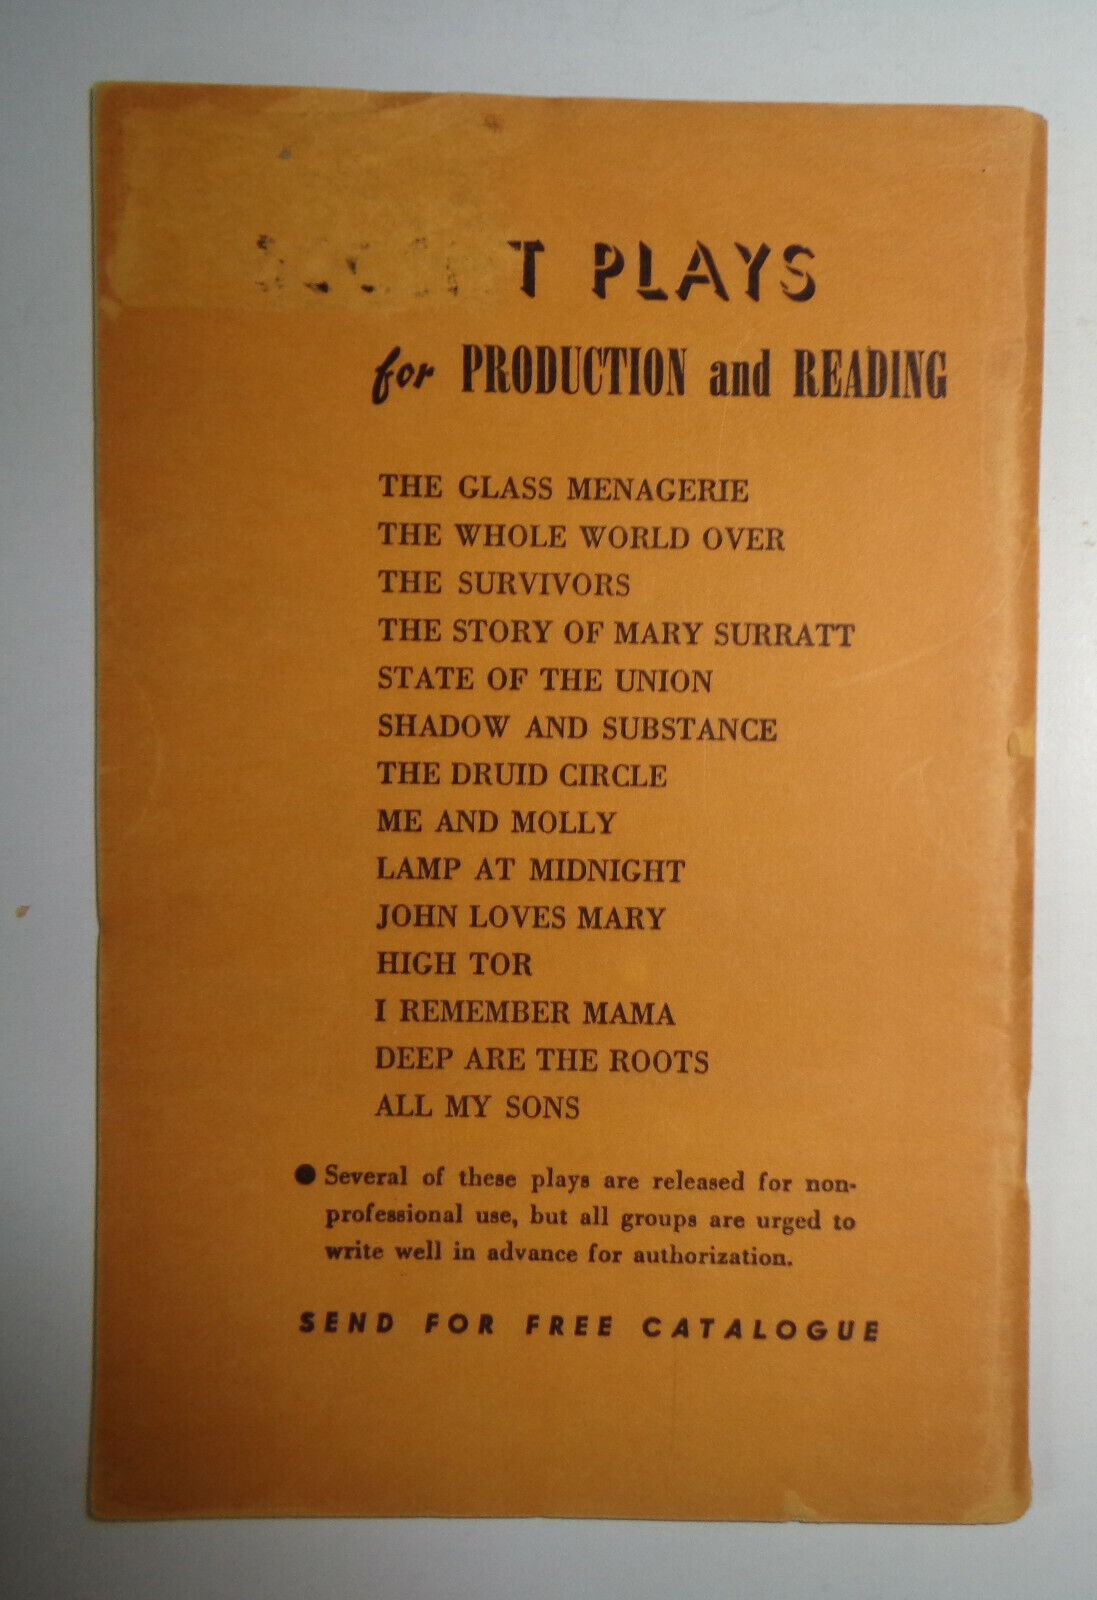 PLAYS
for PRODUCTION and READING
THE GLASS MENAGERIE
THE WHOLE WORLD OVER
THE SURVIVORS
THE STORY OF MARY SURRATT
STATE OF THE UNION
SHADOW AND SUBSTANCE
THE DRUID CIRCLE
ME AND MOLLY
LAMP AT MIDNIGHT
JOHN LOVES MARY
HIGH TOR
I REMEMBER MAMA
DEEP ARE THE ROOTS
ALL MY SONS
● Several of these plays are released for non-
professional use, but all groups are urged to
write well in advance for authorization.
SEND FOR FREE CATALOGUE